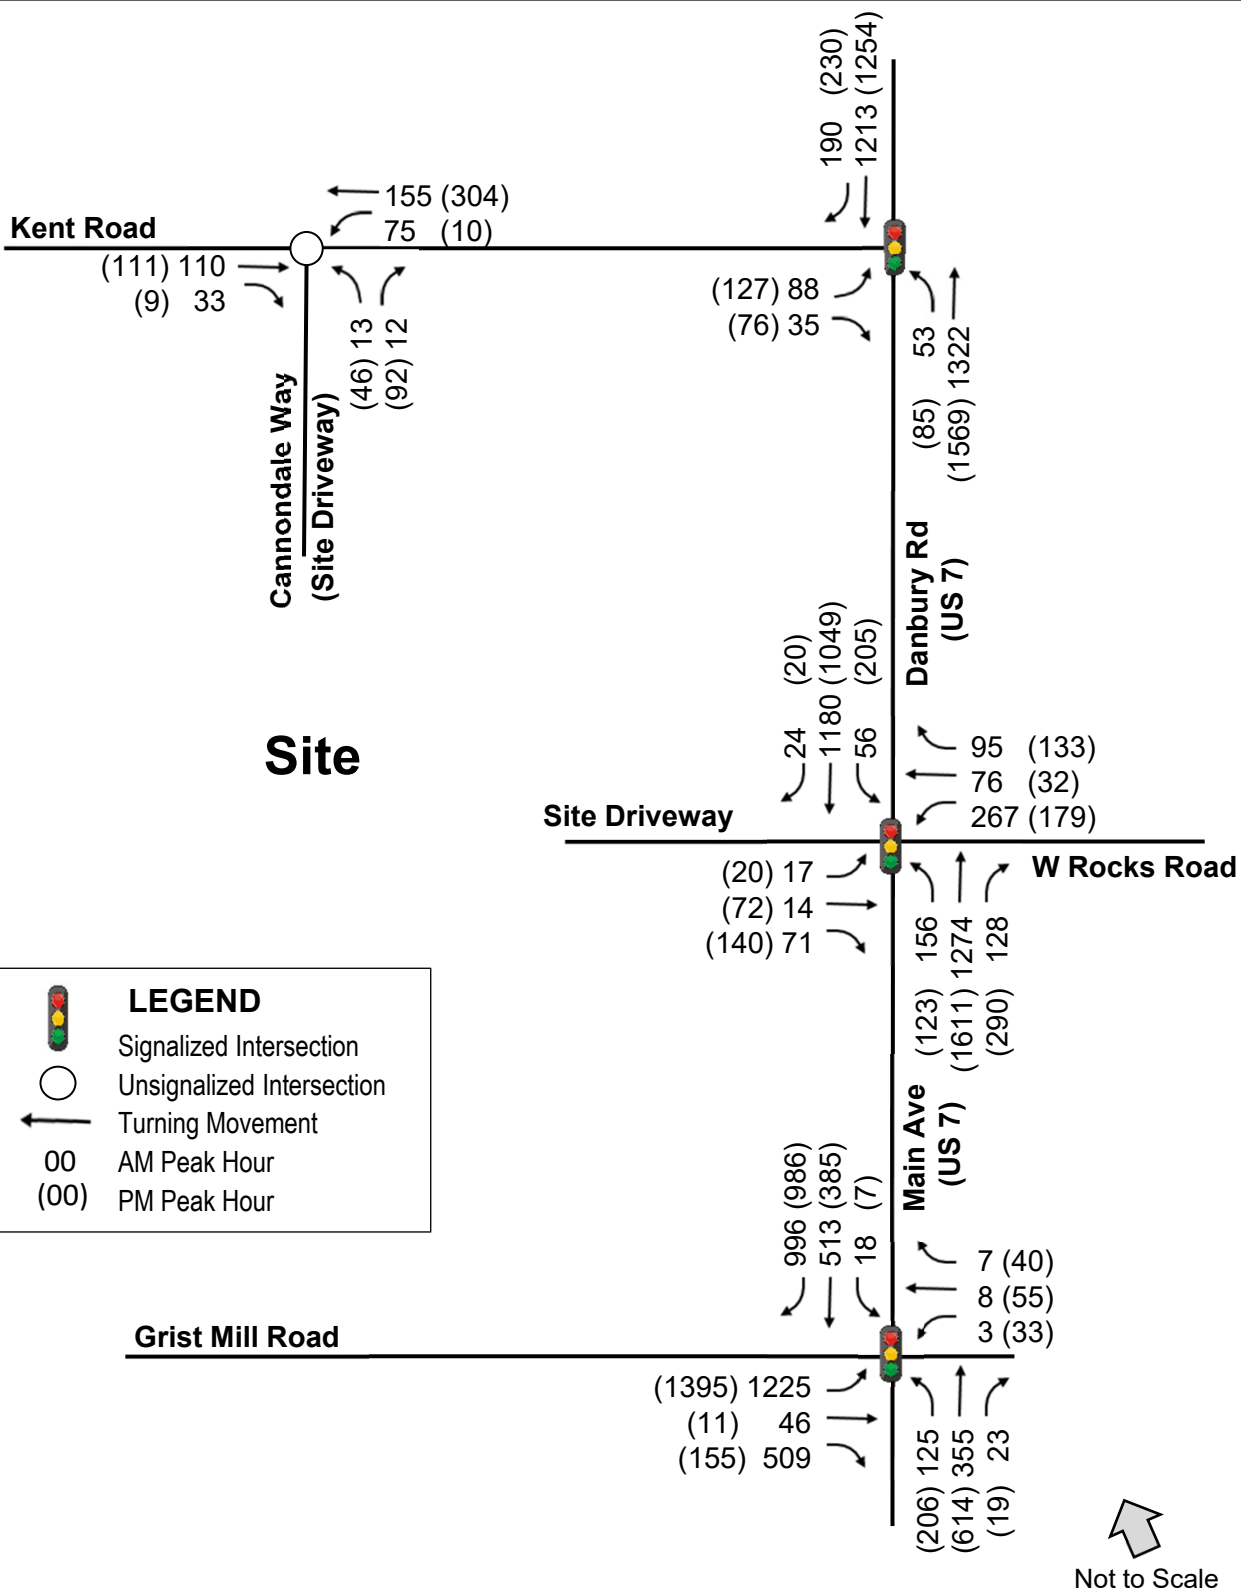 190 (230)
1213 (1254)
155 (304)
75 (10)
Kent Road
(111) 110
(9) 33
(46) 13
(92) 12
Cannondale Way
(Site Driveway)
(127) 88
(76) 35
(85) 53
(1569) 1322
Danbury Rd
(US 7)
24 (20)
1180 (1049)
56 (205)
Site
95 (133)
76 (32)
267 (179)
Site Driveway
W Rocks Road
(20) 17
(72) 14
(140) 71
(123) 156
(1611) 1274
(290) 128
LEGEND
Signalized Intersection
Unsignalized Intersection
Turning Movement
00 AM Peak Hour
(00) PM Peak Hour
Main Ave
(US 7)
996 (986)
513 (385)
18 (7)
7 (40)
8 (55)
3 (33)
Grist Mill Road
(1395) 1225
(11) 46
(155) 509
(206) 125
(614) 355
(19) 23
Not to Scale